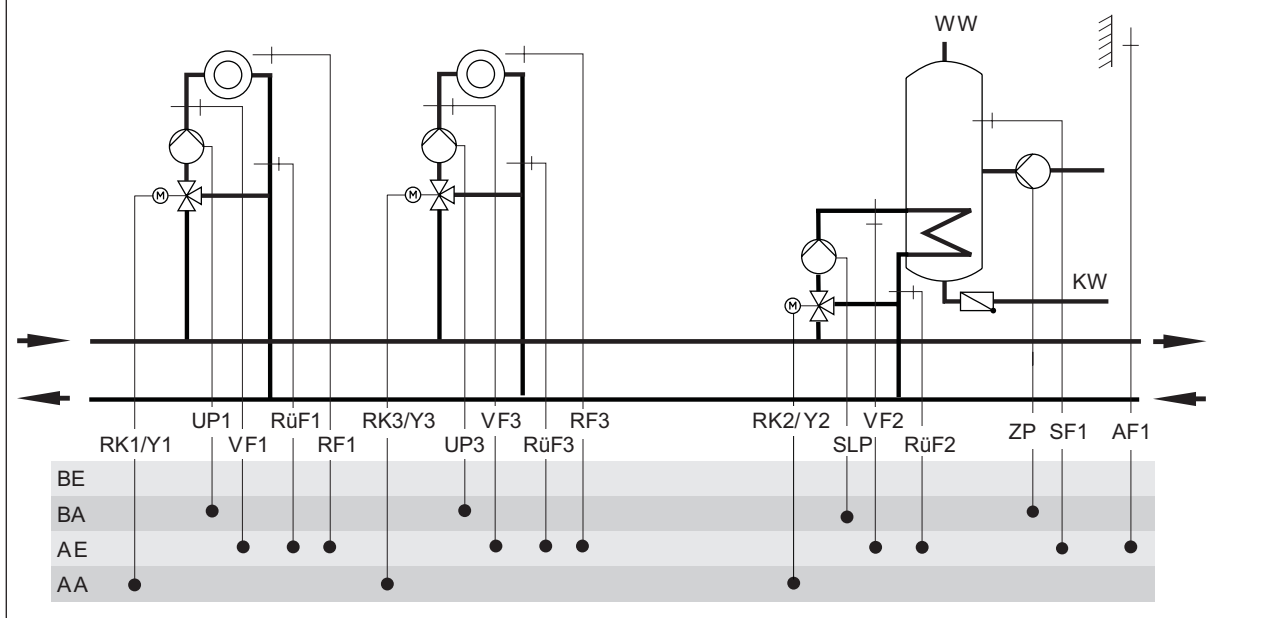 WW
M
M
M
KW
UP1 RüF1 RK3/Y3 VF3 RF3 RK2/Y2 VF2
ZP SF1 AF1
RK1/Y1 VF1 RF1 UP3 RüF3 SLP RüF2
BE
BA
AE
AA